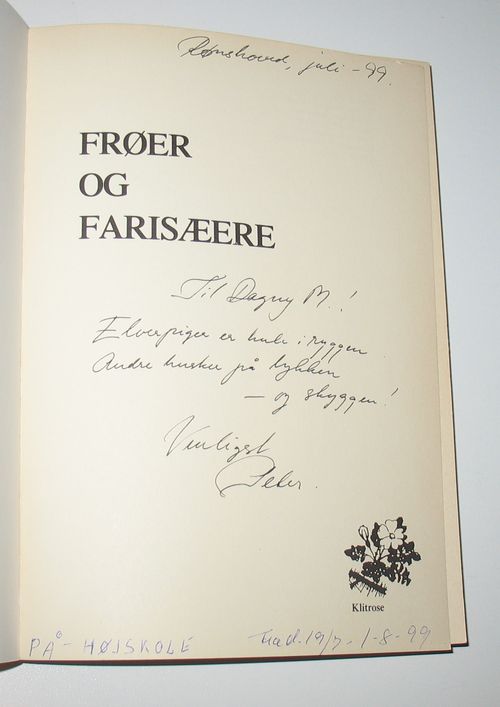 Rønshoved, juli - 99.
FRØER
OG
FARISÆERE
Til Dagny M.!
Elverpiger er hule i ryggen
Andre husker på lykken
- og skyggen!
Venligst
Peter.
Klitrose
PÅ - HØJSKOLE 19/7 - 1-8-99